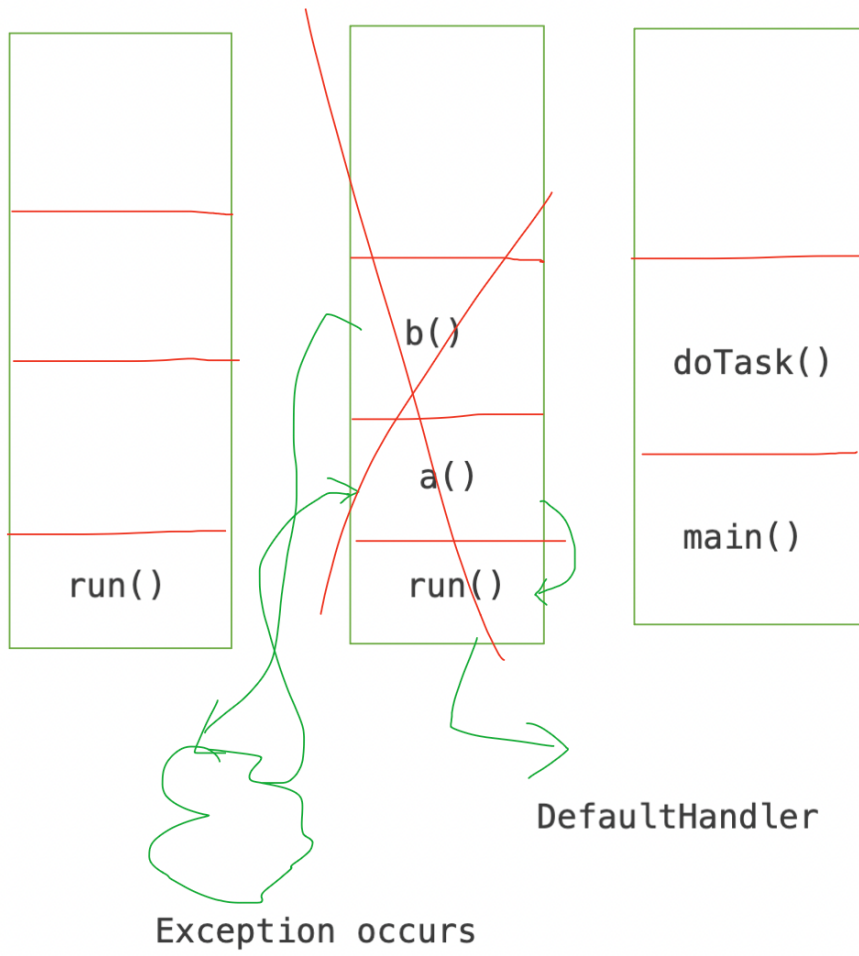 b()
doTask()
a()
main()
run()
run()
DefaultHandler
Exception occurs